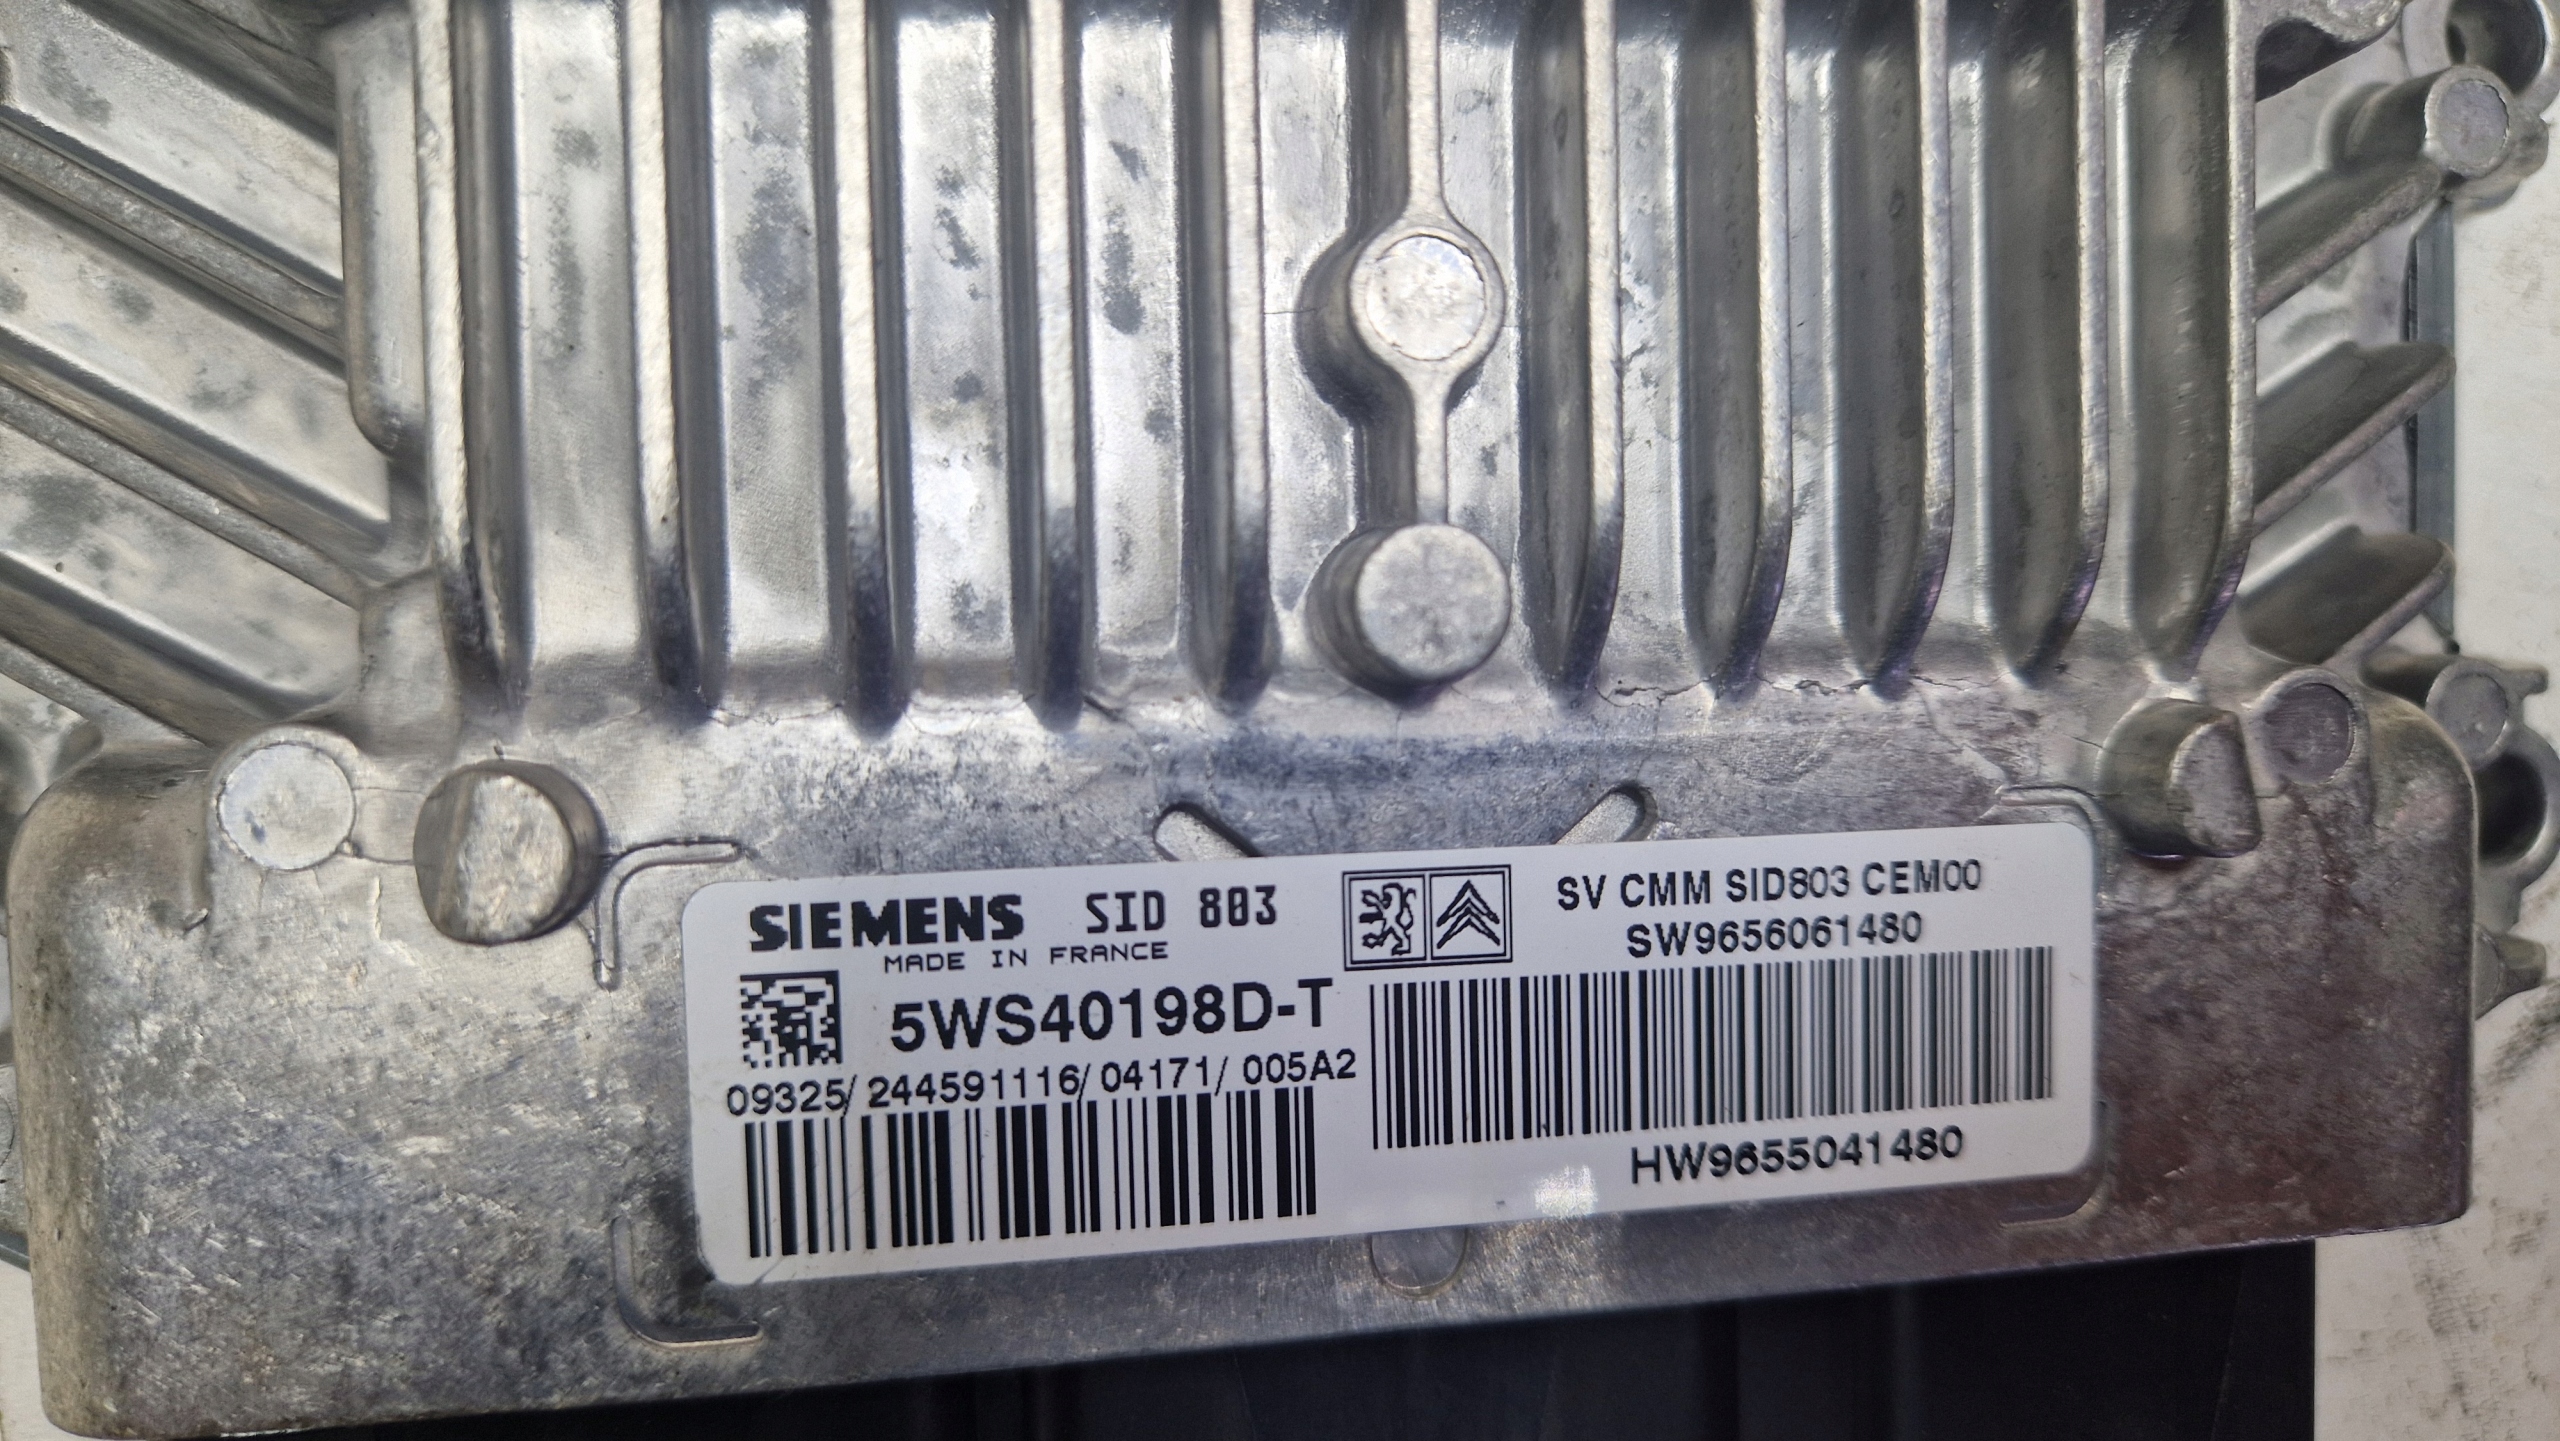 SIEMENS SID 803
MADE IN FRANCE
5WS40198D-T
09325/244591116/04171/005A2
SV CMM SID803 CEM00
SW9656061480
HW9655041480